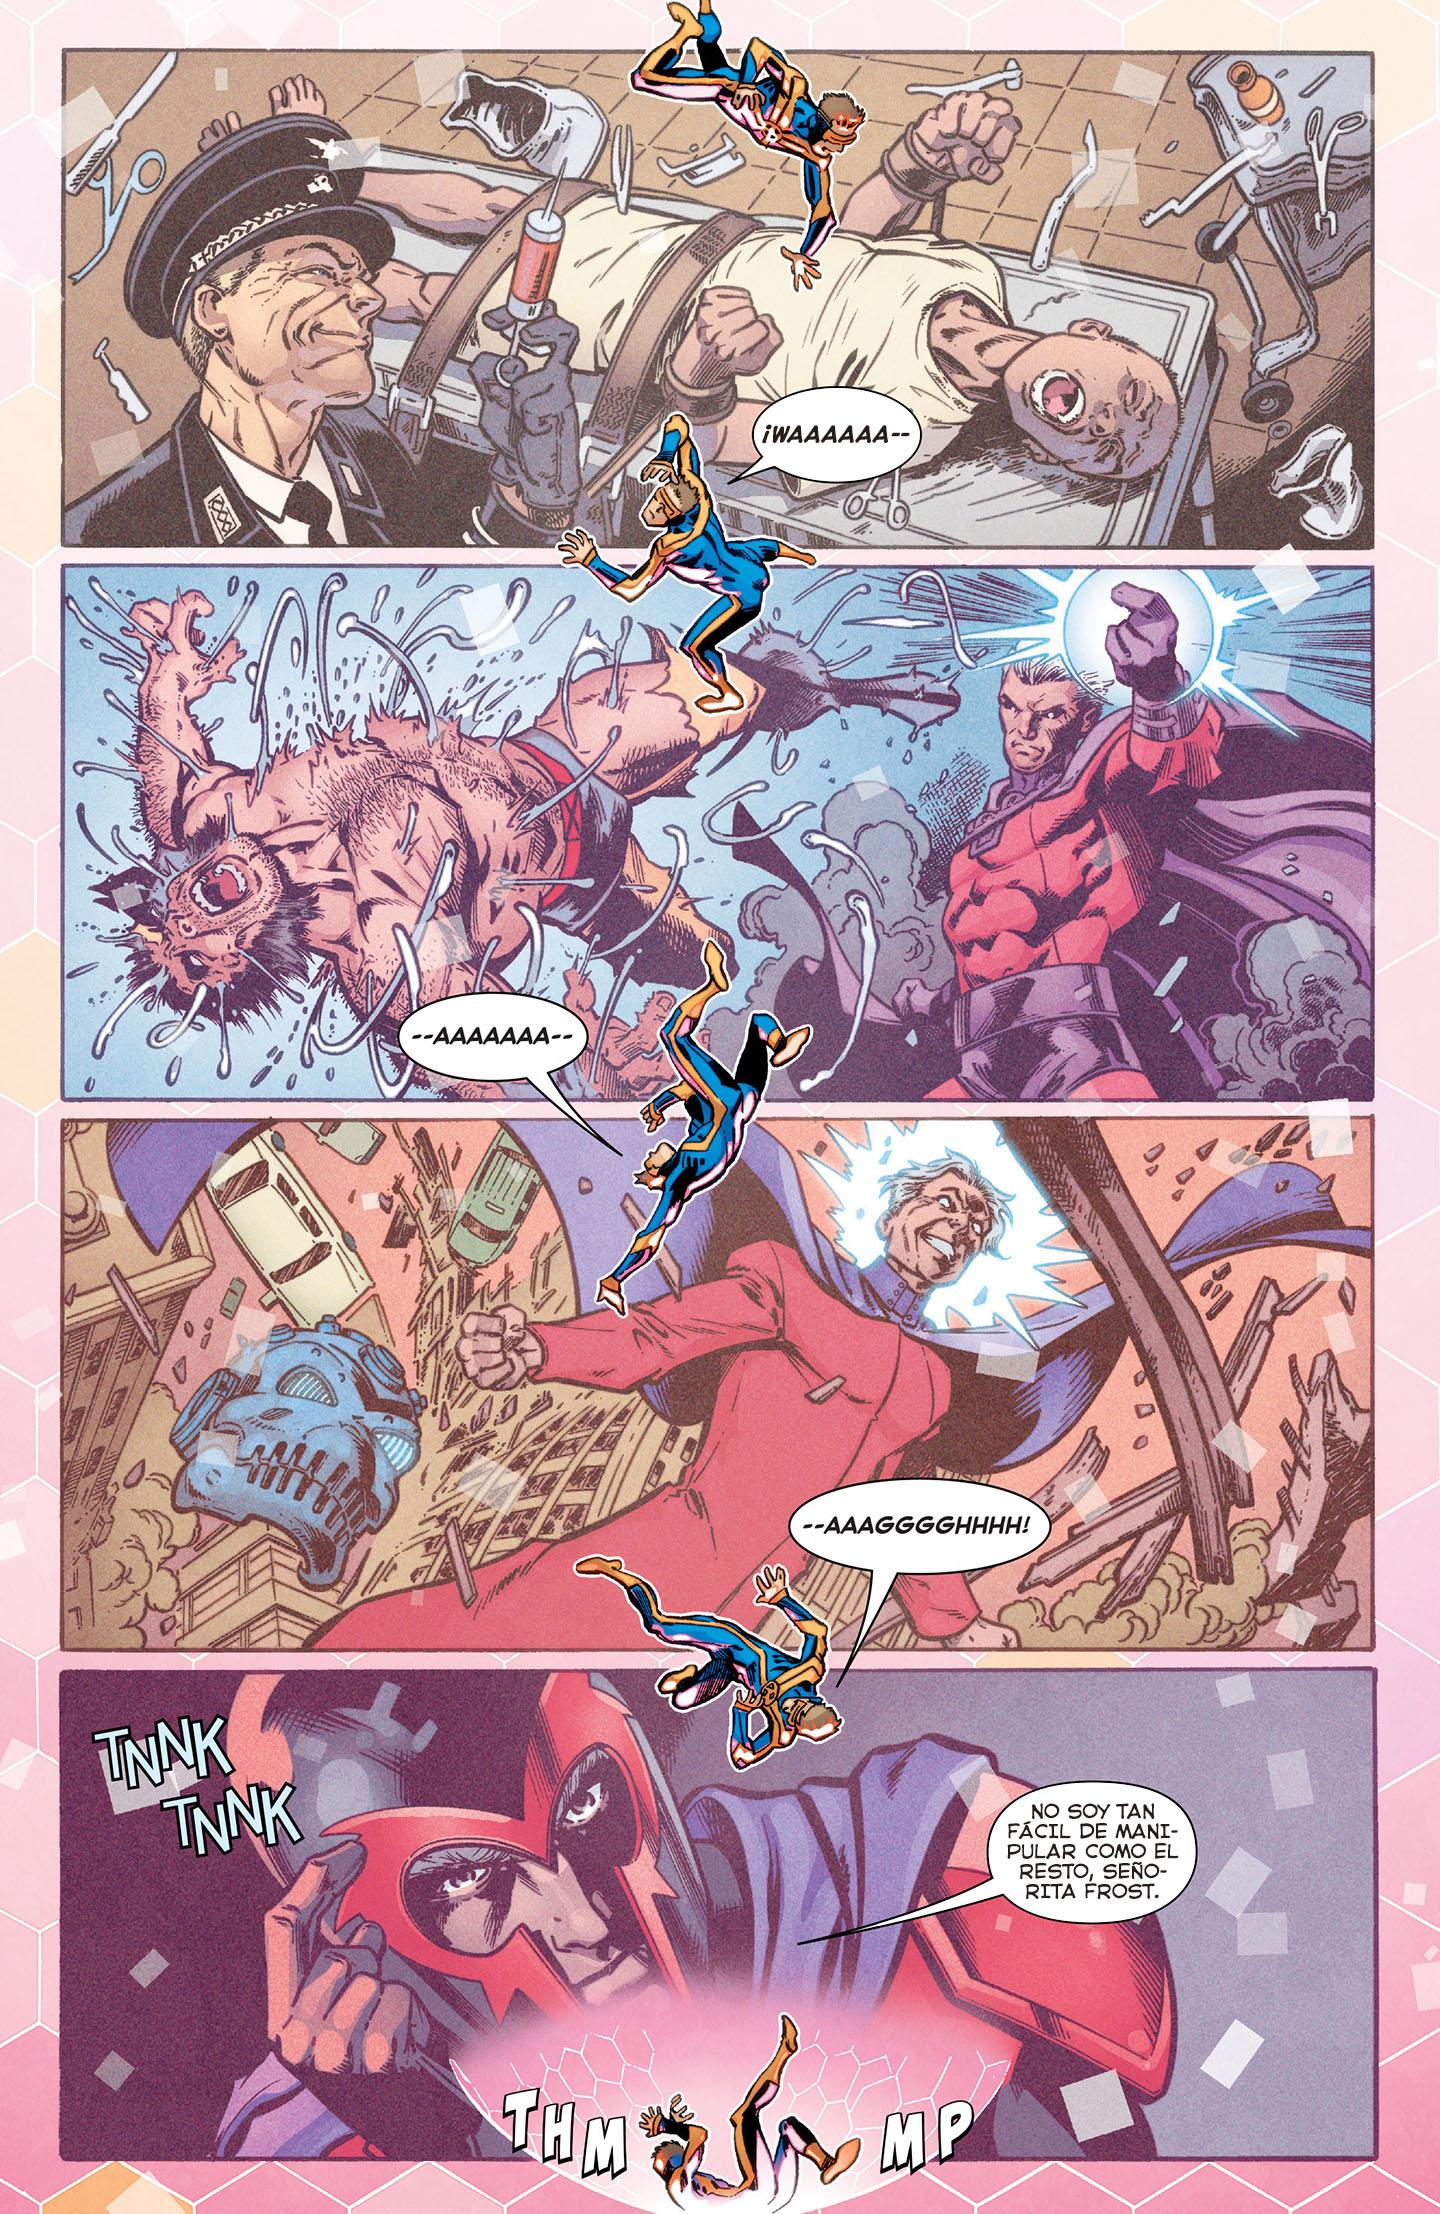 ¡WAAAAAA--
--AAAAAAA--
--AAAGGGGHHHH!
TNNK
TNNK
NO SOY TAN
FÁCIL DE MANI-
PULAR COMO EL
RESTO, SEÑO-
RITA FROST.
THM MP